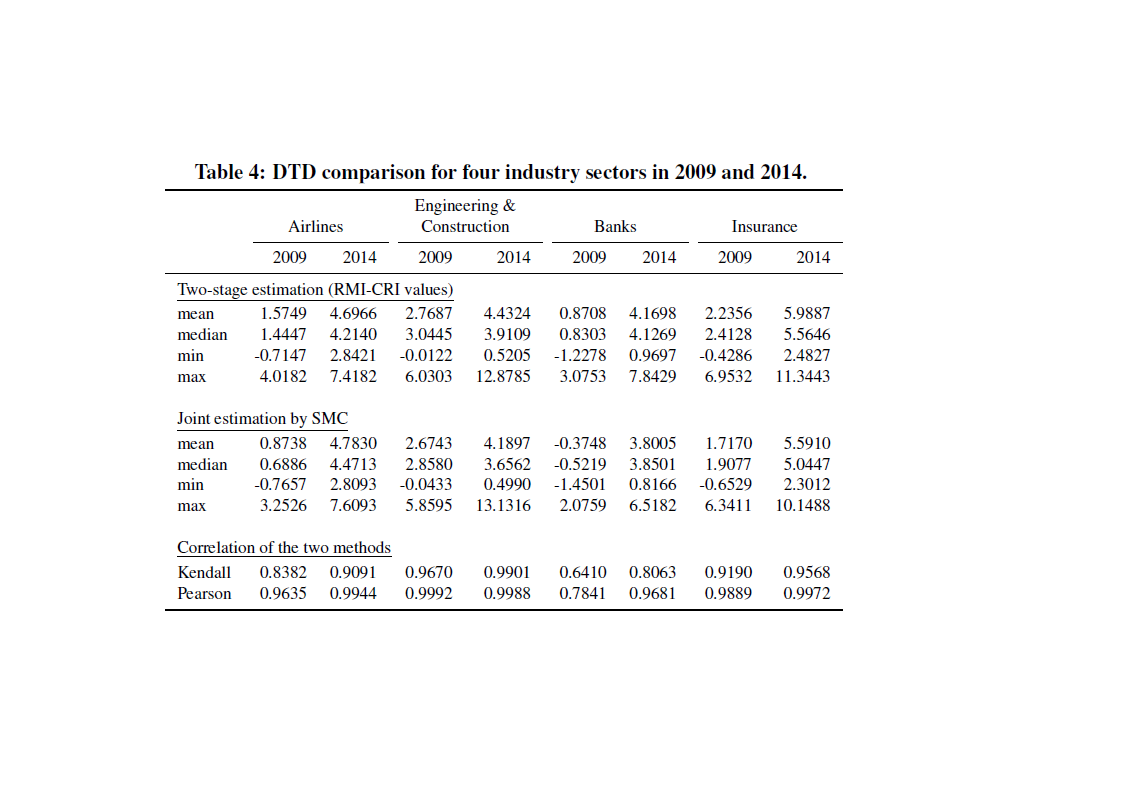 Table 4: DTD comparison for four industry sectors in 2009 and 2014.
Engineering &
Airlines Construction Banks Insurance
2009 2014 2009 2014 2009 2014 2009 2014
Two-stage estimation (RMI-CRI values)
mean 1.5749 4.6966 2.7687 4.4324 0.8708 4.1698 2.2356 5.9887
median 1.4447 4.2140 3.0445 3.9109 0.8303 4.1269 2.4128 5.5646
min -0.7147 2.8421 -0.0122 0.5205 -1.2278 0.9697 -0.4286 2.4827
max 4.0182 7.4182 6.0303 12.8785 3.0753 7.8429 6.9532 11.3443
Joint estimation by SMC
mean 0.8738 4.7830 2.6743 4.1897 -0.3748 3.8005 1.7170 5.5910
median 0.6886 4.4713 2.8580 3.6562 -0.5219 3.8501 1.9077 5.0447
min -0.7657 2.8093 -0.0433 0.4990 -1.4501 0.8166 -0.6529 2.3012
max 3.2526 7.6093 5.8595 13.1316 2.0759 6.5182 6.3411 10.1488
Correlation of the two methods
Kendall 0.8382 0.9091 0.9670 0.9901 0.6410 0.8063 0.9190 0.9568
Pearson 0.9635 0.9944 0.9992 0.9988 0.7841 0.9681 0.9889 0.9972